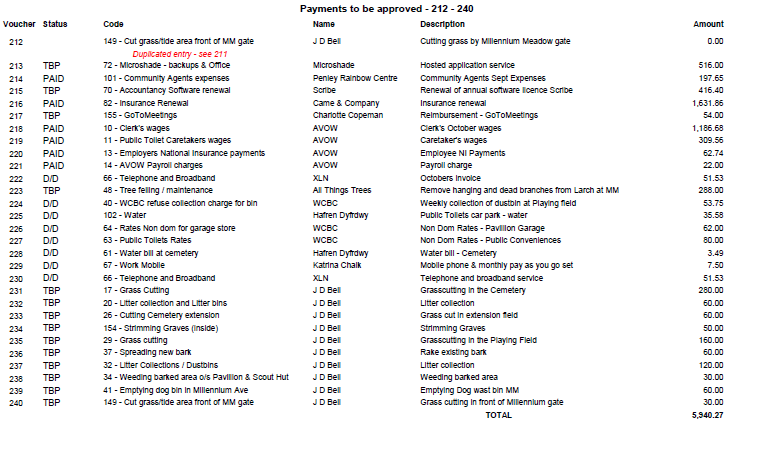 Payments to be approved - 212 - 240
Voucher Status Code Name Description Amount
212 149 - Cut grass/tide area front of MM gate J D Bell Cutting grass by Millennium Meadow gate 0.00
Duplicated entry - see 211
213 TBP 72 - Microshade - backups & Office Microshade Hosted application service 516.00
214 PAID 101 - Community Agents expenses Penley Rainbow Centre Community Agents Sept Expenses 197.65
215 TBP 70 - Accountancy Software renewal Scribe Renewal of annual software licence Scribe 416.40
216 PAID 82 - Insurance Renewal Came & Company Insurance renewal 1,631.86
217 TBP 155 - GoToMeetings Charlotte Copeman Reimbursement - GoToMeetings 54.00
218 PAID 10 - Clerk's wages AVOW Clerk's October wages 1,186.68
219 PAID 11 - Public Toilet Caretakers wages AVOW Caretaker's wages 309.56
220 PAID 13 - Employers National Insurance payments AVOW Employee NI Payments 62.74
221 PAID 14 - AVOW Payroll charges AVOW Payroll charge 22.00
222 D/D 66 - Telephone and Broadband XLN Octobers Invoice 51.53
223 TBP 48 - Tree felling / maintenance All Things Trees Remove hanging and dead branches from Larch at MM 288.00
224 D/D 40 - WCBC refuse collection charge for bin WCBC Weekly collection of dustbin at Playing field 53.75
225 D/D 102 - Water Hafren Dyfrdwy Public Toilets car park - water 35.58
226 D/D 64 - Rates Non dom for garage store WCBC Non Dom Rates - Pavilion Garage 62.00
227 D/D 63 - Public Toilets Rates WCBC Non Dom Rates - Public Conveniences 80.00
228 D/D 61 - Water bill at cemetery Hafren Dyfrdwy Water bill - Cemetery 3.49
229 D/D 67 - Work Mobile Katrina Chalk Mobile phone & monthly pay as you go set 7.50
230 D/D 66 - Telephone and Broadband XLN Telephone and broadband service 51.53
231 TBP 17 - Grass Cutting J D Bell Grasscutting in the Cemetery 280.00
232 TBP 20 - Litter collection and Litter bins J D Bell Litter collection 60.00
233 TBP 26 - Cutting Cemetery extension J D Bell Grass cut in extension field 60.00
234 TBP 154 - Strimming Graves (inside) J D Bell Strimming Graves 50.00
235 TBP 29 - Grass cutting J D Bell Grasscutting in the Playing Field 160.00
236 TBP 37 - Spreading new bark J D Bell Rake existing bark 60.00
237 TBP 32 - Litter Collections / Dustbins J D Bell Litter collection 120.00
238 TBP 34 - Weeding barked area o/s Pavilion & Scout Hut J D Bell Weeding barked area 30.00
239 TBP 41 - Emptying dog bin in Millennium Ave J D Bell Emptying Dog wast bin MM 60.00
240 TBP 149 - Cut grass/tide area front of MM gate J D Bell Grass cutting in front of Millenium gate 30.00
TOTAL 5,940.27